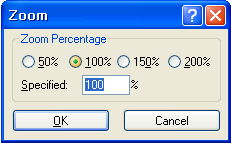 Zoom
Zoom Percentage
50% 100% 150% 200%
Specified: 100 %
OK Cancel